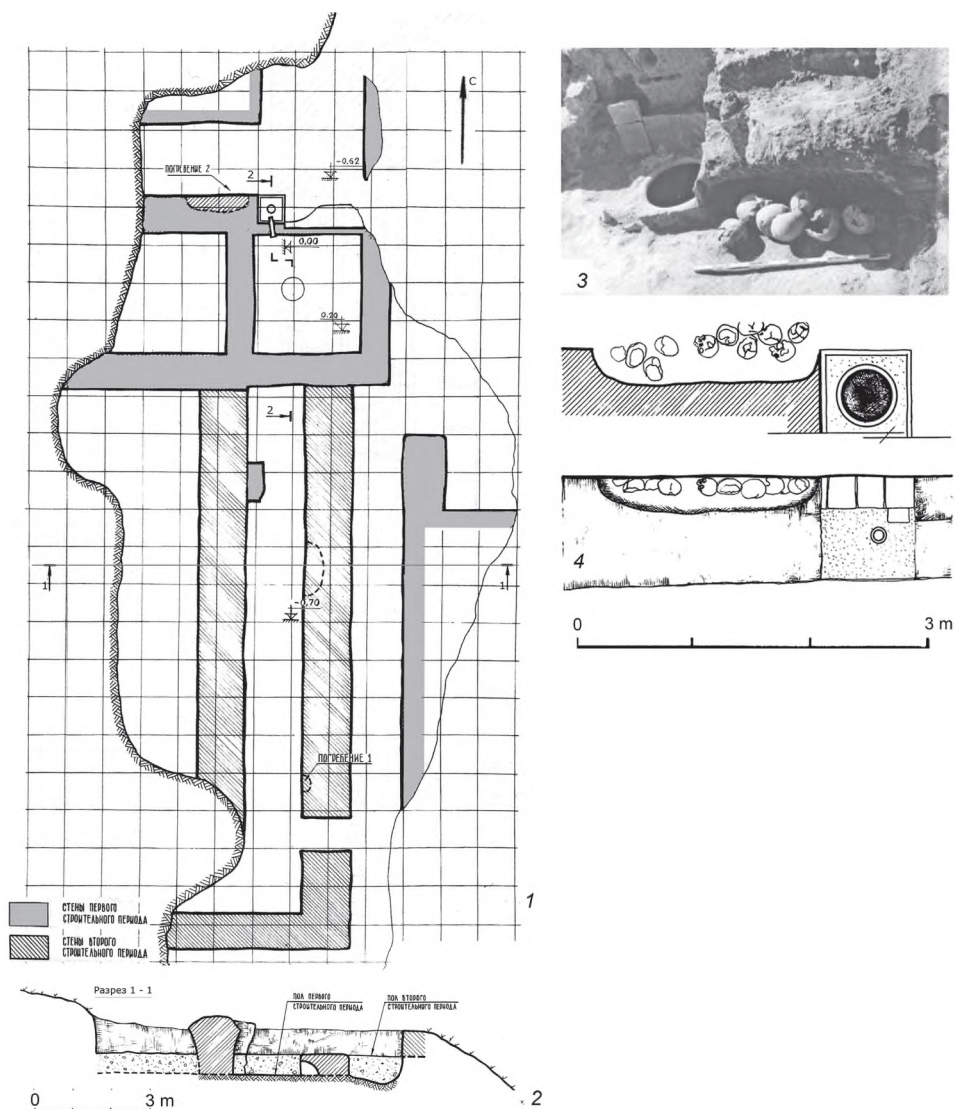 С
ПОГРЕБЕНИЕ 2
2
-0.62
0,00
0.20
2
1
1
-0.70
ПОГРЕБЕНИЕ 1
1
СТЕНЫ ПЕРВОГО
СТРОИТЕЛЬНОГО ПЕРИОДА
СТЕНЫ ВТОРОГО
СТРОИТЕЛЬНОГО ПЕРИОДА
Разрез 1 - 1
ПОЛ ПЕРВОГО
СТРОИТЕЛЬНОГО ПЕРИОДА
ПОЛ ВТОРОГО
СТРОИТЕЛЬНОГО ПЕРИОДА
0 3 m
2
3
4
0 3 m